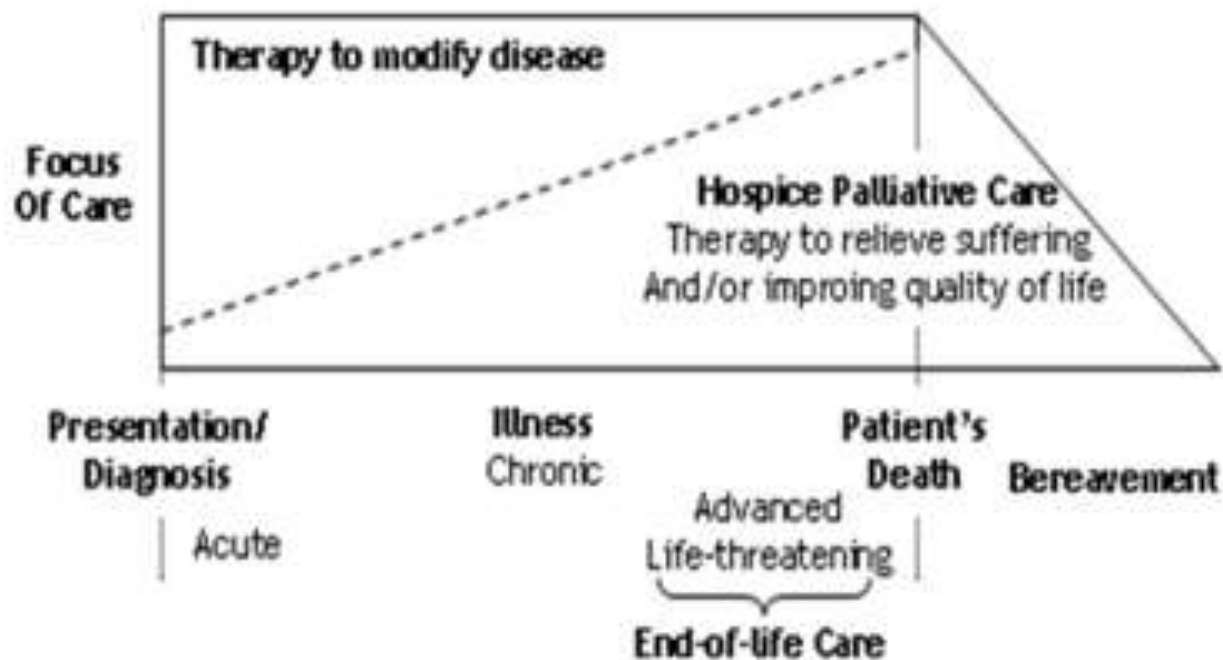 Therapy to modify disease
Focus
Of Care
Hospice Palliative Care
Therapy to relieve suffering
And/or improing quality of life
Presentation/
Diagnosis
Acute
Illness
Chronic
Patient's
Death
Bereavement
Advanced
Life-threatening
End-of-life Care